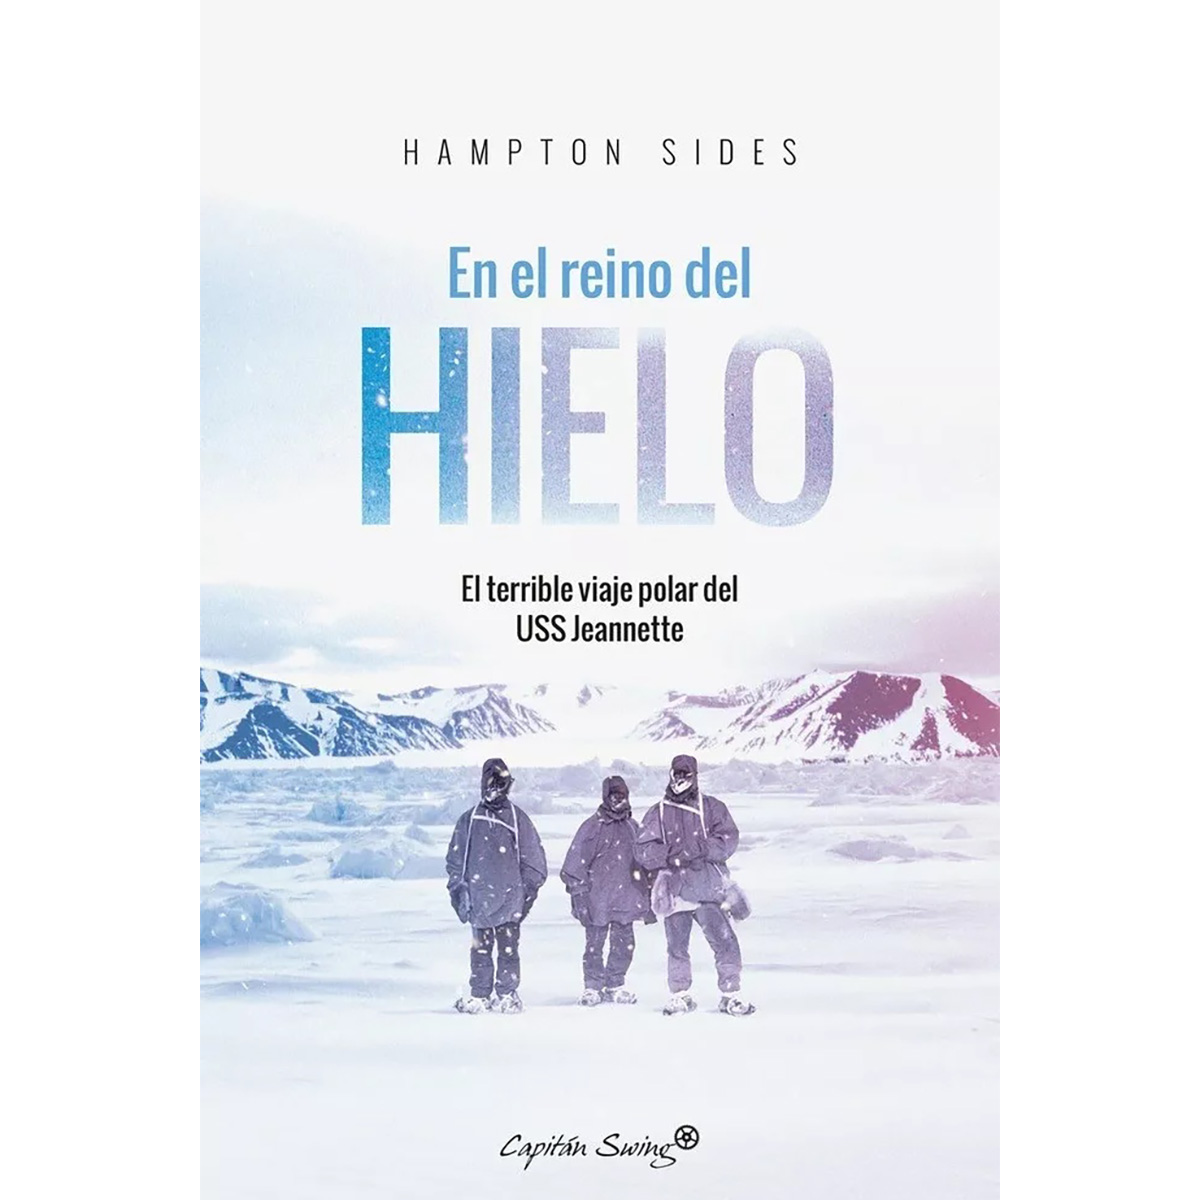 HAMPTON SIDES
En el reino del
HIELO
El terrible viaje polar del
USS Jeannette
Capitán Swing